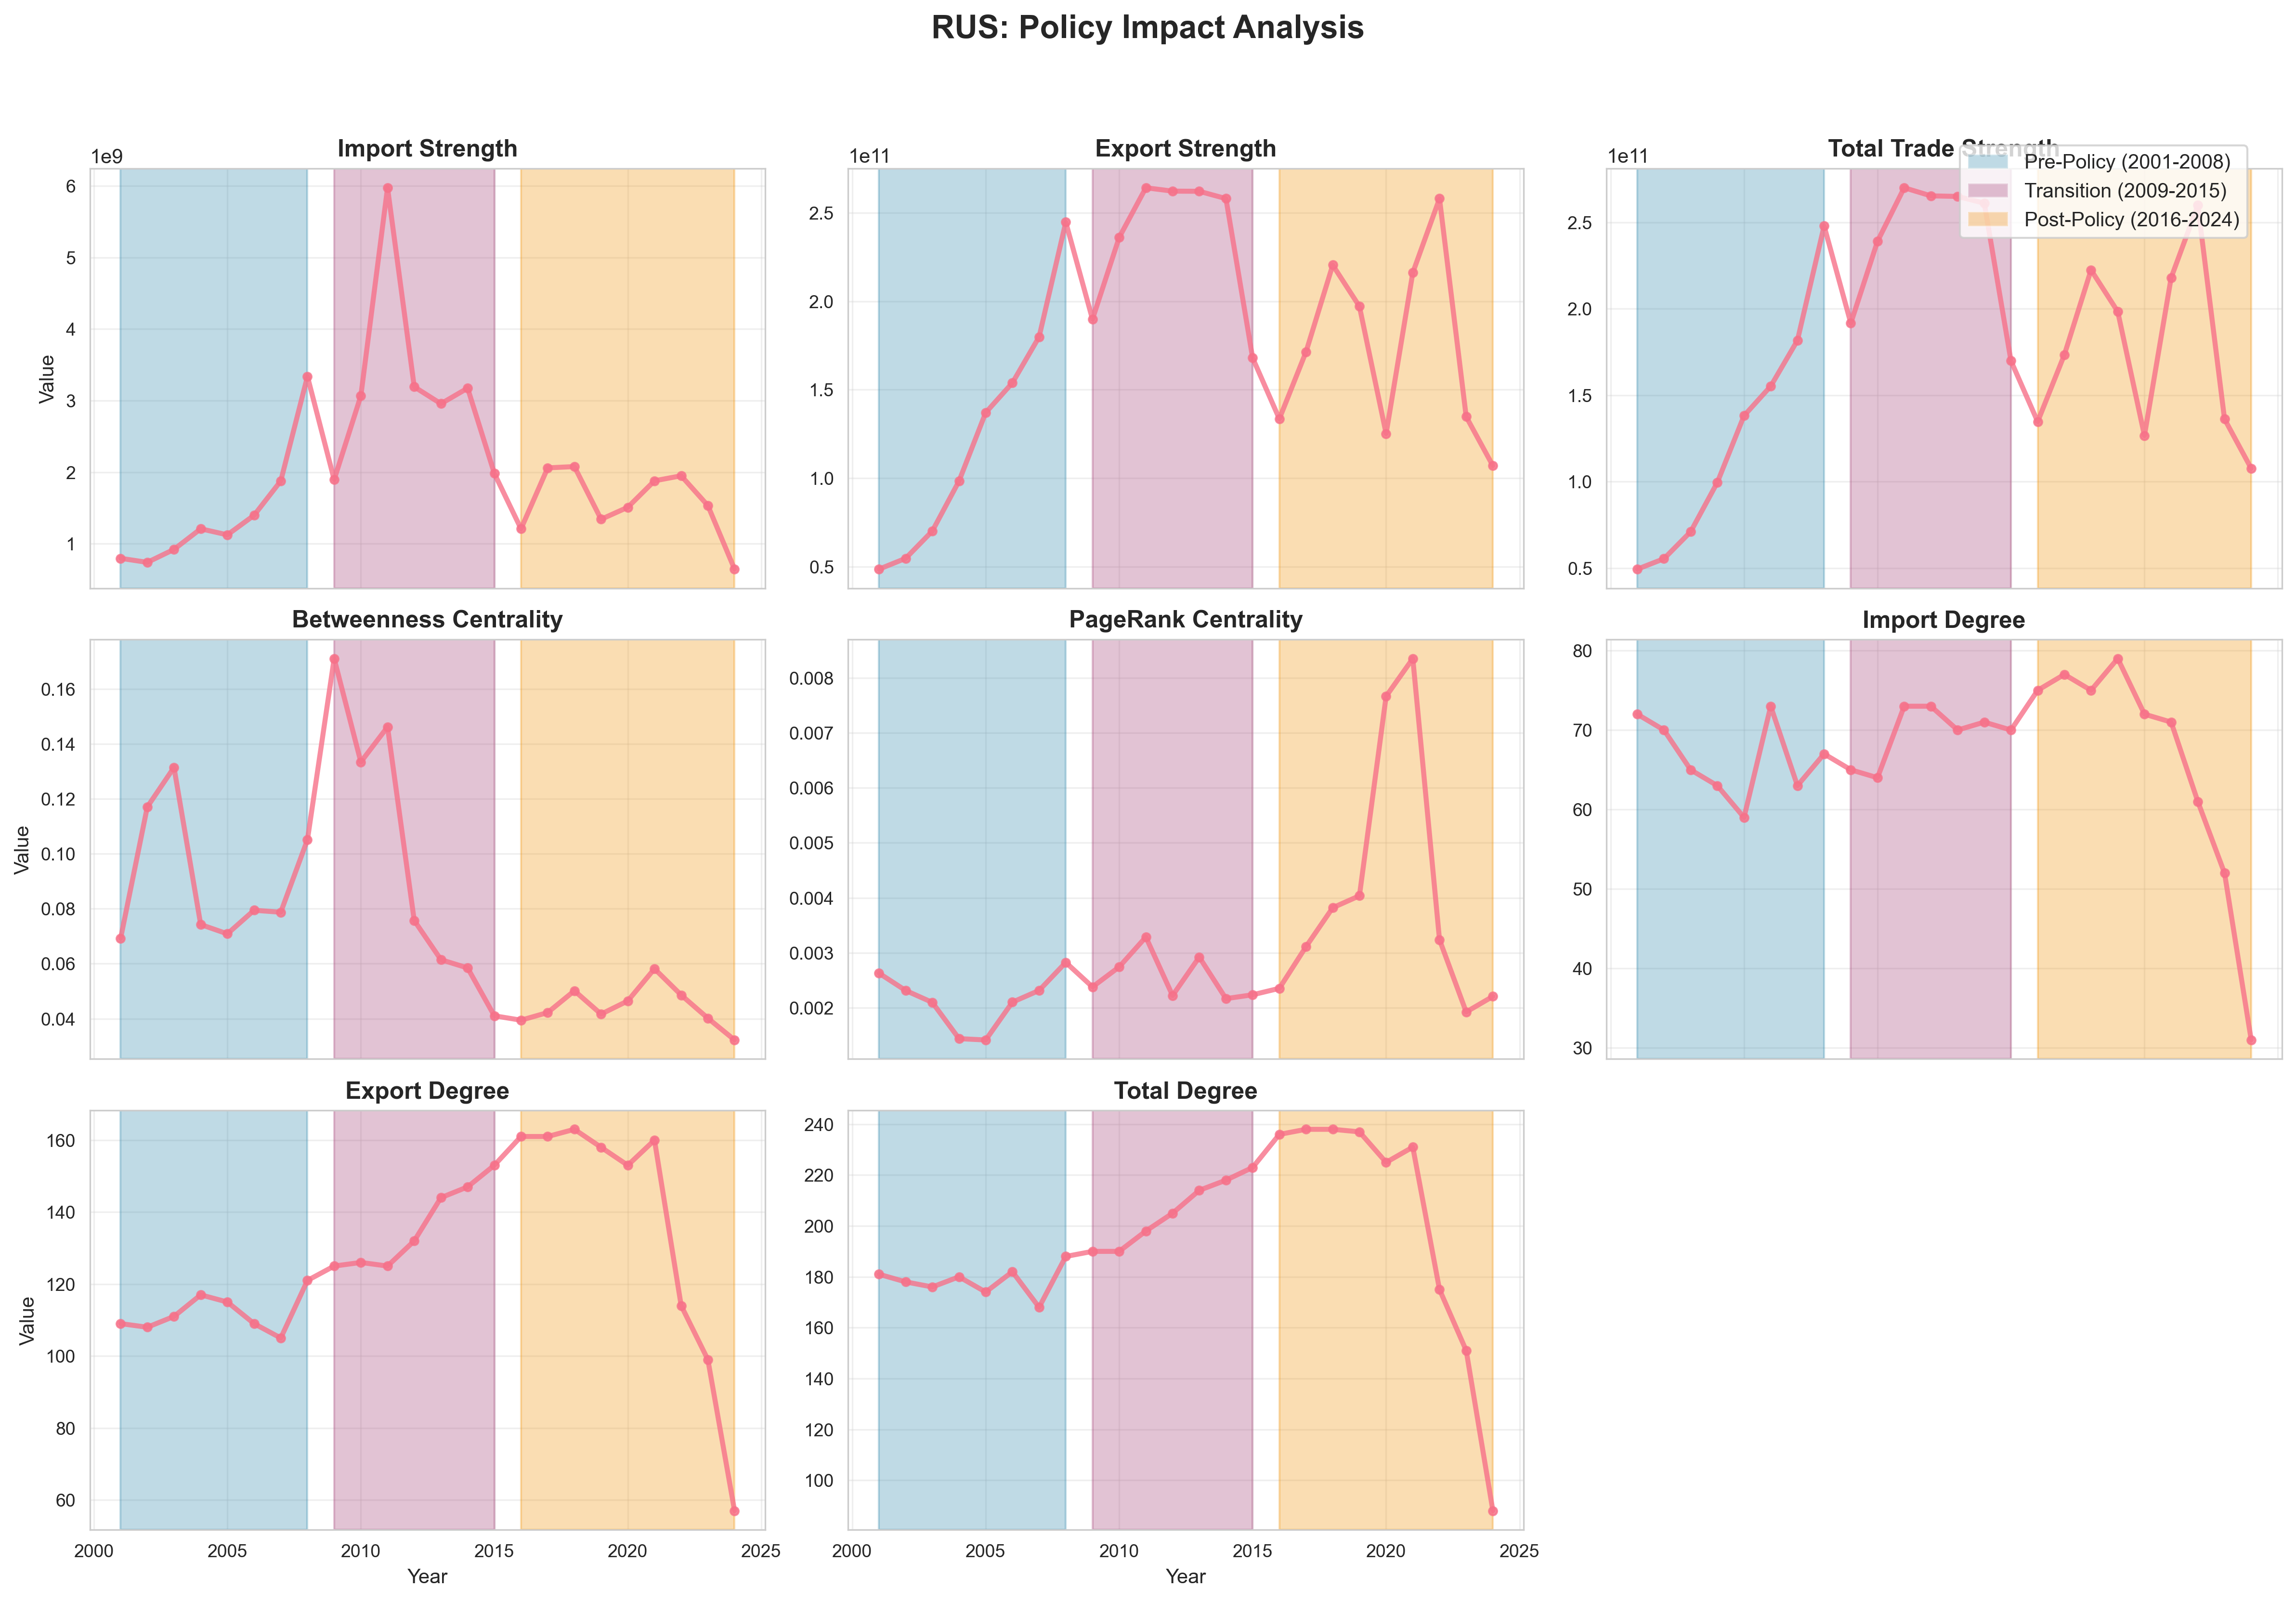 RUS: Policy Impact Analysis
Import Strength
1e9
6
5
4
3
2
1
Value
Export Strength
1e11
2.5
2.0
1.5
1.0
0.5
Total Trade Strength
1e11
2.5
2.0
1.5
1.0
0.5
Pre-Policy (2001-2008)
Transition (2009-2015)
Post-Policy (2016-2024)
Betweenness Centrality
0.16
0.14
0.12
0.10
0.08
0.06
0.04
Value
PageRank Centrality
0.008
0.007
0.006
0.005
0.004
0.003
0.002
Import Degree
80
70
60
50
40
30
Export Degree
160
140
120
100
80
60
Value
2000 2005 2010 2015 2020 2025
Year
Total Degree
240
220
200
180
160
140
120
100
2000 2005 2010 2015 2020 2025
Year